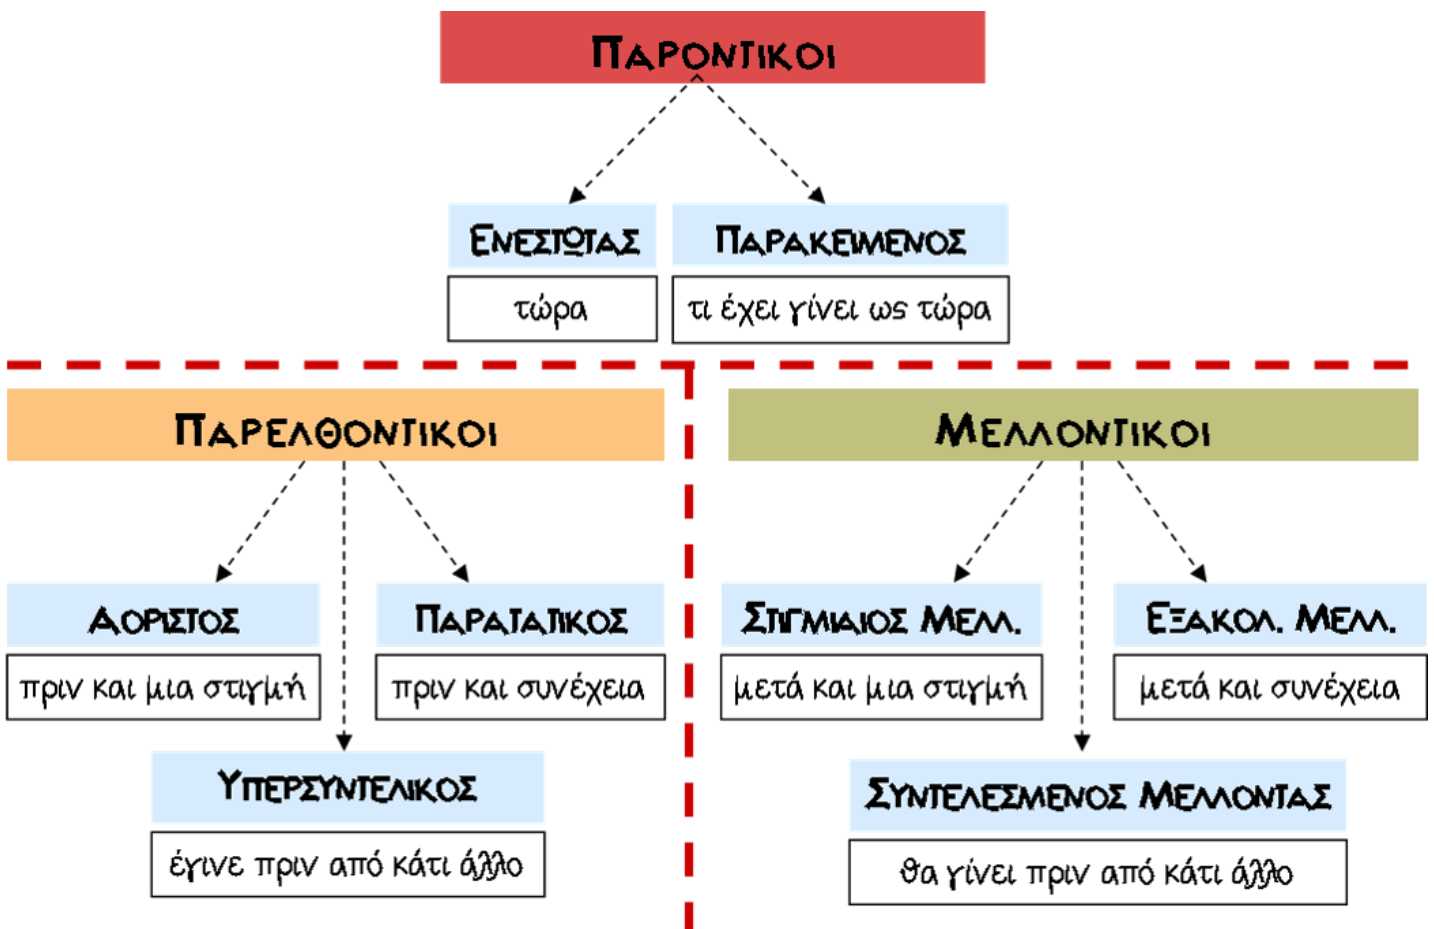 ΠΑΡΟΝΤΙΚΟΙ
ΕΝΕΣΤΩΤΑΣ ΠΑΡΑΚΕΙΜΕΝΟΣ
τώρα τι έχει γίνει ως τώρα
ΠΑΡΕΛΘΟΝΤΙΚΟΙ ΜΕΛΛΟΝΤΙΚΟΙ
ΑΟΡΙΣΤΟΣ ΠΑΡΑΤΑΤΙΚΟΣ ΣΤΙΓΜΙΑΙΟΣ ΜΕΛΛ. ΕΞΑΚΟΛ. ΜΕΛΛ.
πριν και μια στιγμή πριν και συνέχεια μετά και μια στιγμή μετά και συνέχεια
ΥΠΕΡΣΥΝΤΕΛΙΚΟΣ ΣΥΝΤΕΛΕΣΜΕΝΟΣ ΜΕΛΛΟΝΤΑΣ
έγινε πριν από κάτι άλλο θα γίνει πριν από κάτι άλλο